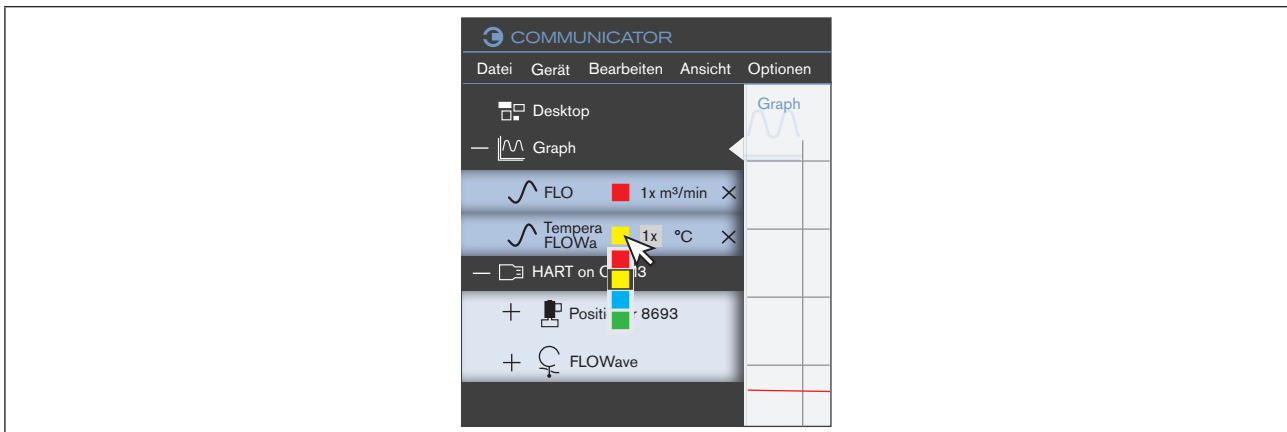 COMMUNICATOR
Datei Gerät Bearbeiten Ansicht Optionen
Desktop
Graph
Graph
FLO 1x m³/min
Tempera
FLOWa
1x °C
HART on
8693
FLOWave